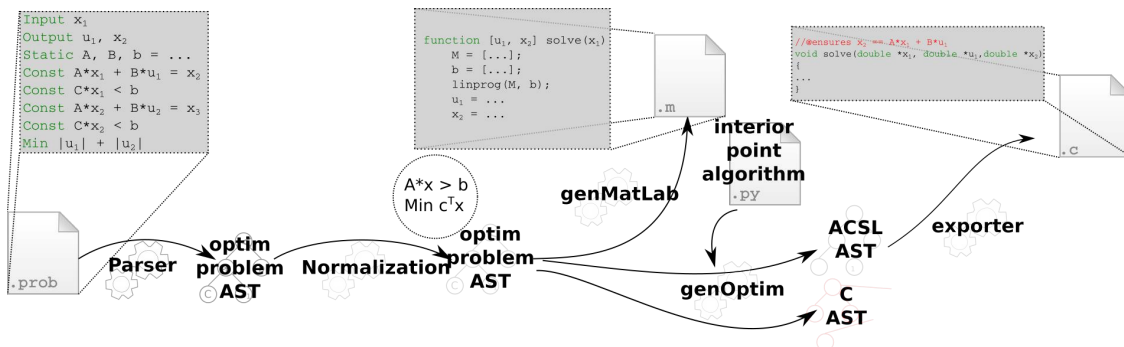 Input x₁
Output u₁, x₂
Static A, B, b = ...
Const A*x₁ + B*u₁ = x₂
Const C*x₁ < b
Const A*x₂ + B*u₂ = x₃
Const C*x₂ < b
Min |u₁| + |u₂|
.prob
Parser
optim
problem
AST
Normalization
A*x > b
Min cᵀx
optim
problem
AST
function [u₁, x₂] solve(x₁)
M = [...];
b = [...];
linprog(M, b);
u₁ = ...
x₂ = ...
.m
genMatLab
interior
point
algorithm
.py
genOptim
ACSL
AST
C
AST
exporter
//@ensures x₂ == A*x₁ + B*u₁
void solve(double *x₁, double *u₁,double *x₂)
{
...
}
.c